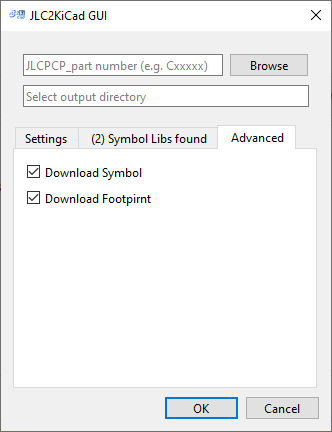 JLC2KiCad GUI
JLCPCP_part number (e.g. Cxxxxx) Browse
Select output directory
Settings (2) Symbol Libs found Advanced
Download Symbol
Download Footpirnt
OK Cancel